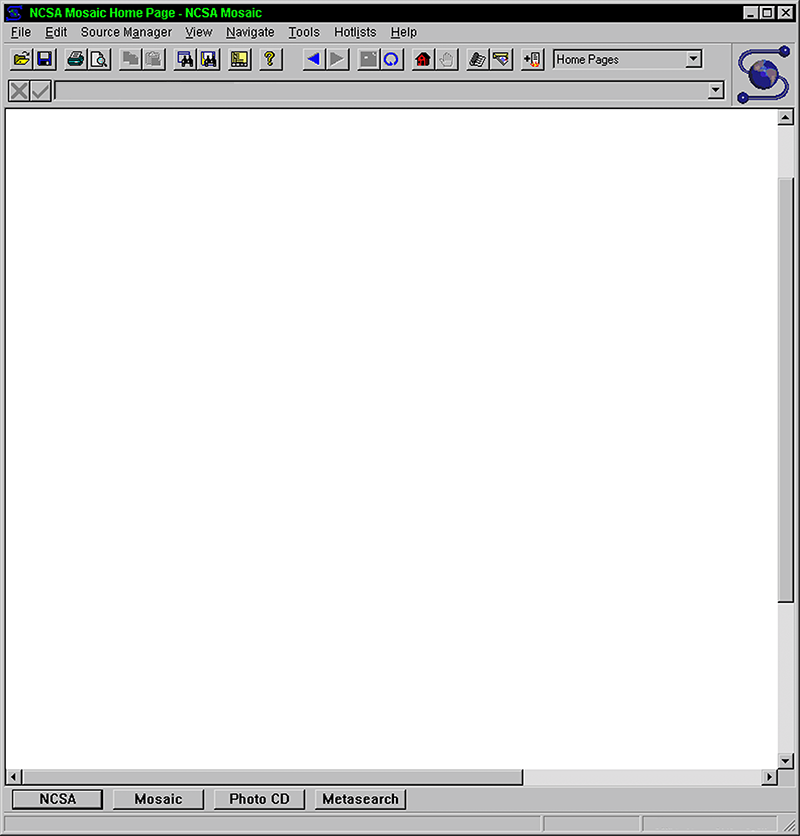 NCSA Mosaic Home Page - NCSA Mosaic
File Edit Source Manager View Navigate Tools Hotlists Help
Home Pages
NCSA Mosaic Photo CD Metasearch